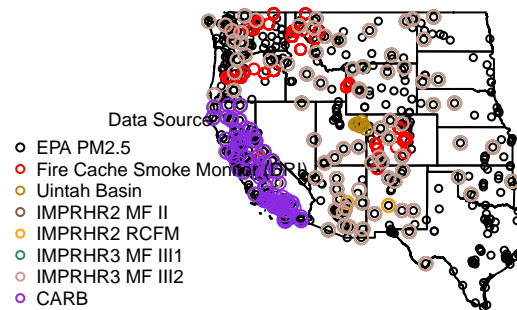 Data Source
EPA PM2.5
Fire Cache Smoke Monitor (DRI)
Uintah Basin
IMPRHR2 MF II
IMPRHR2 RCFM
IMPRHR3 MF III1
IMPRHR3 MF III2
CARB